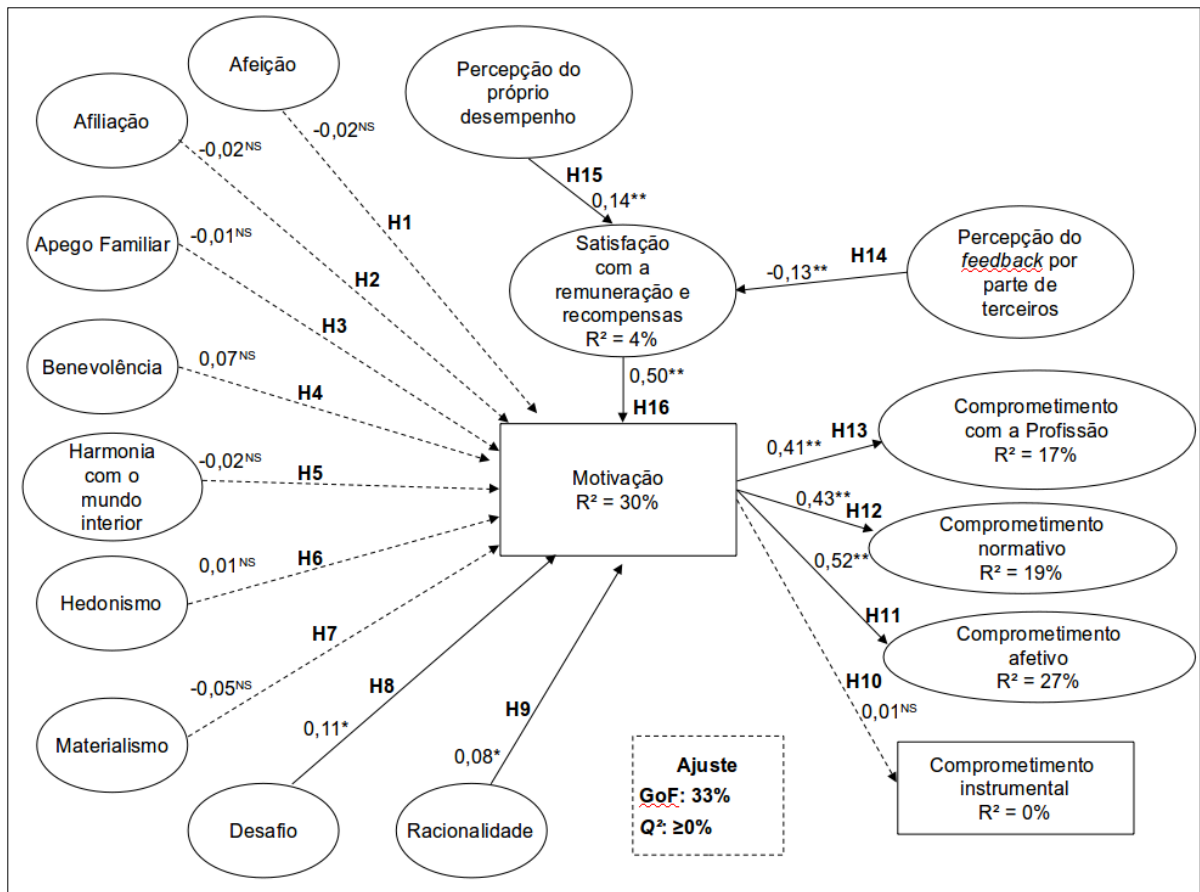 Afeição
-0,02ᴺˢ
H1
Afiliação
-0,02ᴺˢ
H2
Apego Familiar
-0,01ᴺˢ
H3
Benevolência
0,07ᴺˢ
H4
Harmonia
com o
mundo
interior
-0,02ᴺˢ
H5
Hedonismo
0,01ᴺˢ
H6
Materialismo
-0,05ᴺˢ
H7
Desafio
0,11*
H8
Racionalidade
0,08*
H9
Percepção do
próprio
desempenho
H15
0,14**
Satisfação
com a
remuneração e
recompensas
R² = 4%
H14
-0,13**
Percepção do
feedback por
parte de
terceiros
0,50**
H16
Motivação
R² = 30%
H13
0,41**
Comprometimento
com a Profissão
R² = 17%
0,43**
H12
Comprometimento
normativo
R² = 19%
0,52**
H11
Comprometimento
afetivo
R² = 27%
H10
0,01ᴺˢ
Comprometimento
instrumental
R² = 0%
Ajuste
GoF: 33%
Q²: ≥0%